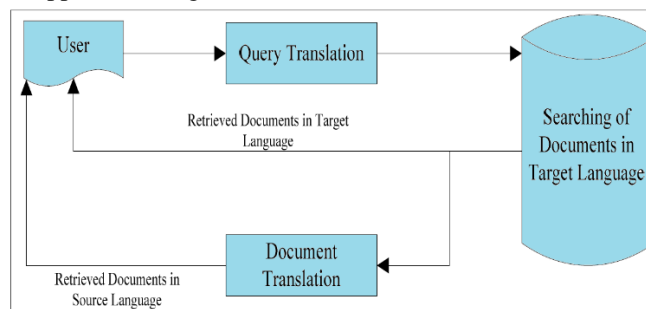 User
Query Translation
Searching of
Documents in
Target Language
Retrieved Documents in Target
Language
Document
Translation
Retrieved Documents in
Source Language